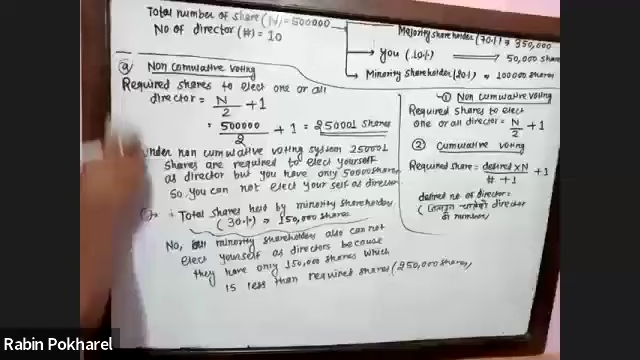 Total number of share (N) = 500000
No of director (#) = 10
Majority shareholder (70%) = 350,000
You (10%) 50,000 share
Minority shareholder (20%) = 100000 shares
a) Non Cumulative Voting
Required shares to elect one or all
director = N/2 + 1
= 500000/2 + 1 = 250001 shares
Under non cumulative voting system 250001
shares are required to elect yourself
as director but you have only 50000 shares
So you can not elect your self as director
Total shares held by minority shareholders
(30%) = 150,000 shares
No, minority shareholders also can not
elect yourself as directors because
they have only 150,000 shares which
is less than required shares (250,000 shares)
① Non Cumulative Voting
Required shares to elect
one or all director = N/2 + 1
② Cumulative Voting
Required share = desired × N / # + 1 + 1
desired no of director =
director
number)
Rabin Pokharel